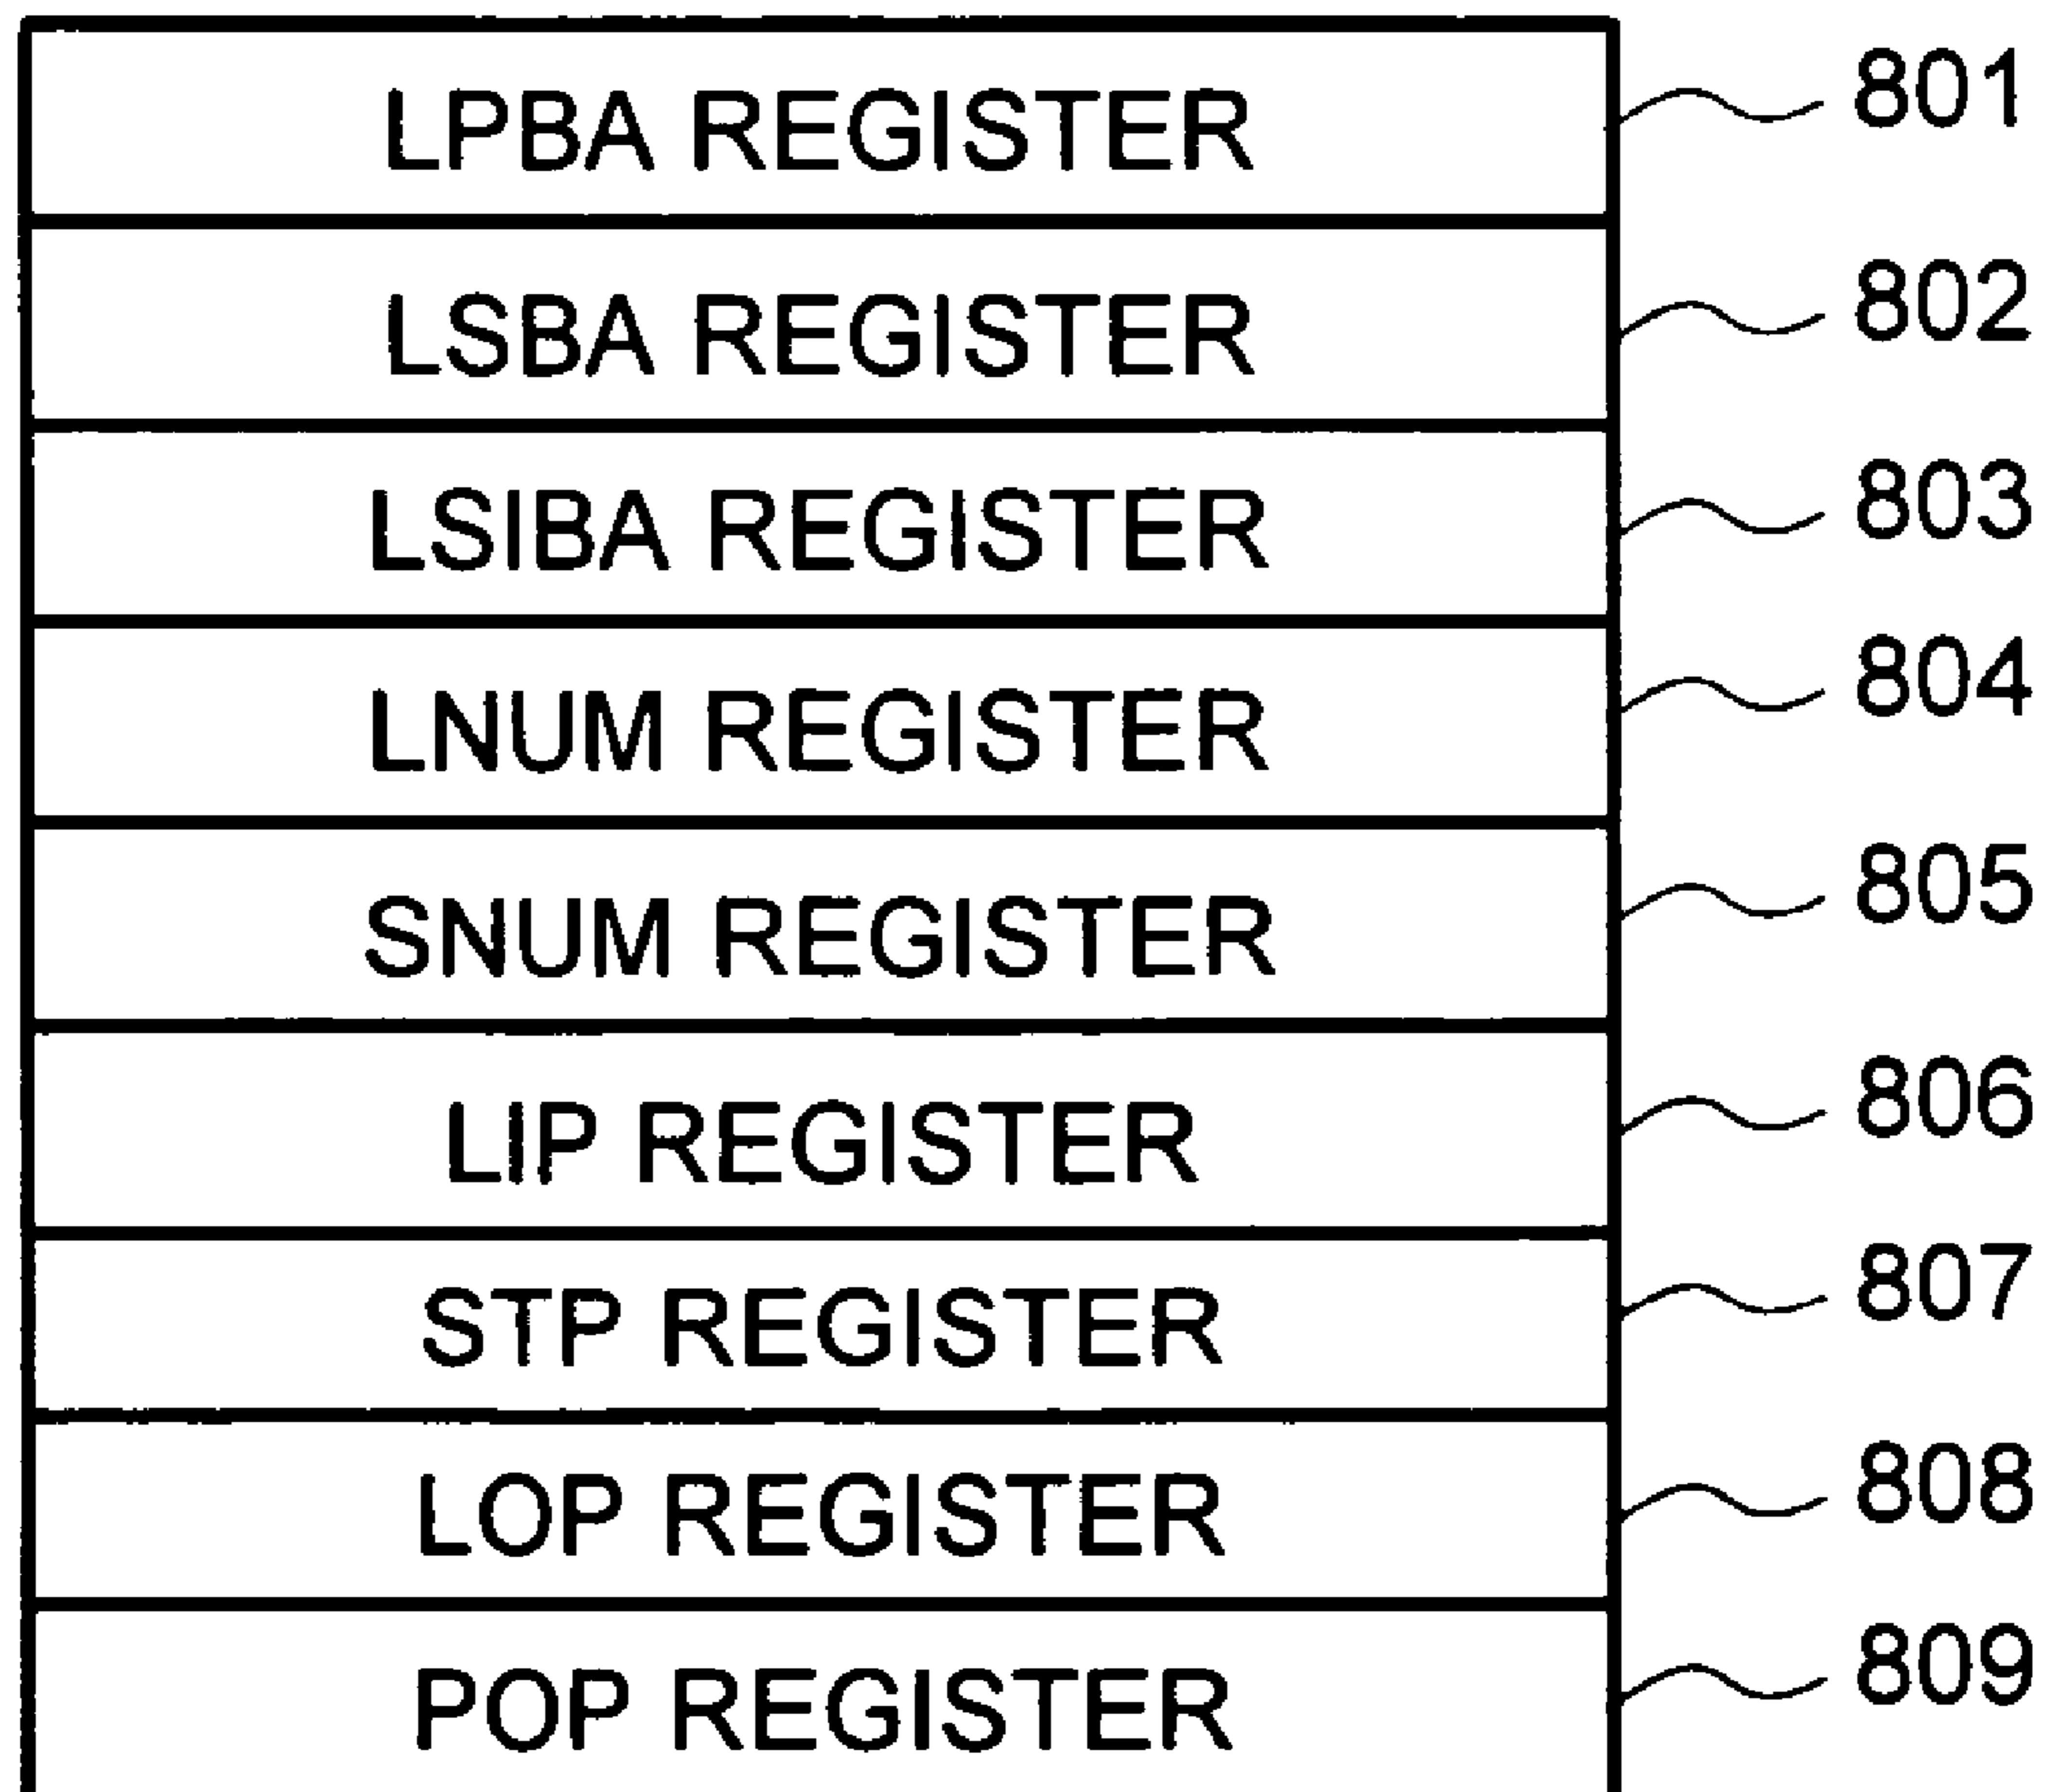 LPBA REGISTER 801
LSBA REGISTER 802
LSIBA REGISTER 803
LNUM REGISTER 804
SNUM REGISTER 805
LIP REGISTER 806
STP REGISTER 807
LOP REGISTER 808
POP REGISTER 809